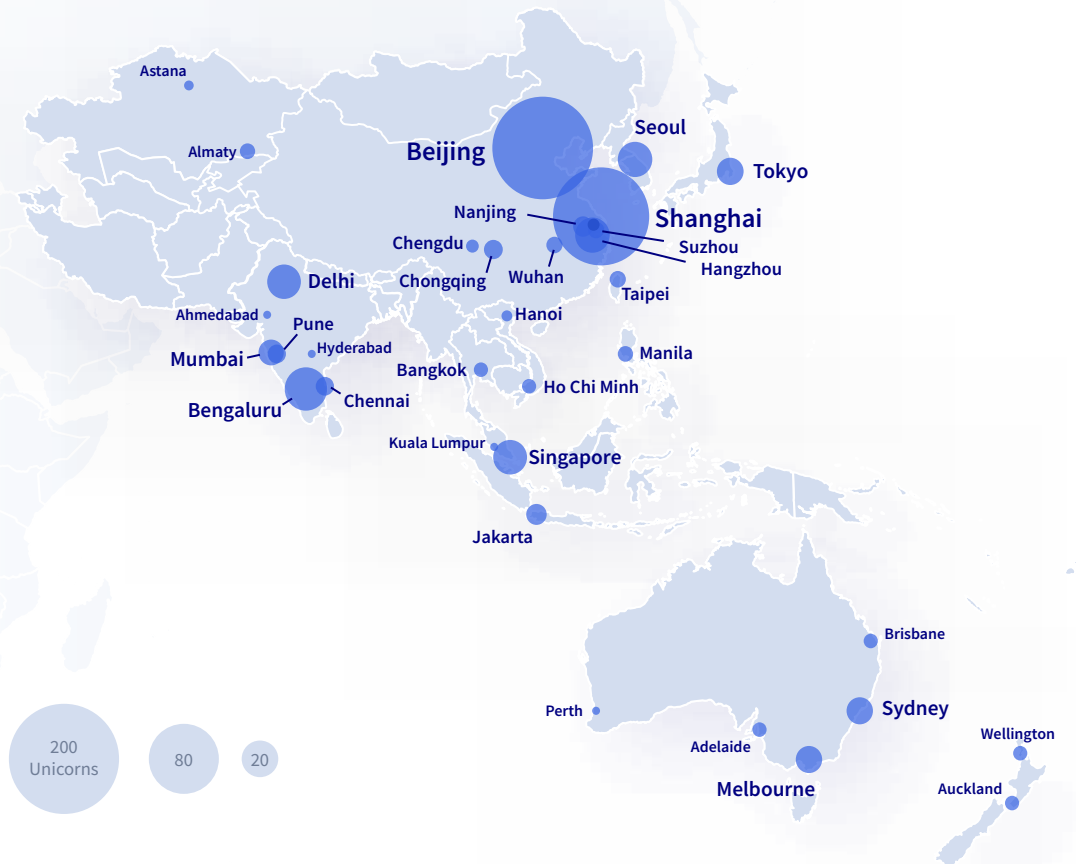 Astana
Seoul
Almaty
Beijing
Tokyo
Nanjing
Shanghai
Chengdu
Suzhou
Hangzhou
Chongqing
Wuhan
Delhi
Taipei
Ahmedabad
Hanoi
Pune
Hyderabad
Mumbai
Manila
Bangkok
Ho Chi Minh
Chennai
Bengaluru
Kuala Lumpur
Singapore
Jakarta
Brisbane
Perth
Sydney
Wellington
Adelaide
Melbourne
Auckland
200
Unicorns
80
20